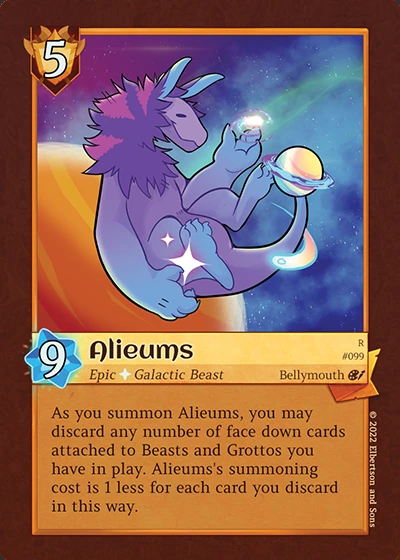 5
9
Alieums
R
#099
Epic Galactic Beast
Bellymouth
As you summon Alieums, you may
discard any number of face down cards
attached to Beasts and Grottos you
have in play. Alieums's summoning
cost is 1 less for each card you discard
in this way.
© 2022 Elbertson and Sons